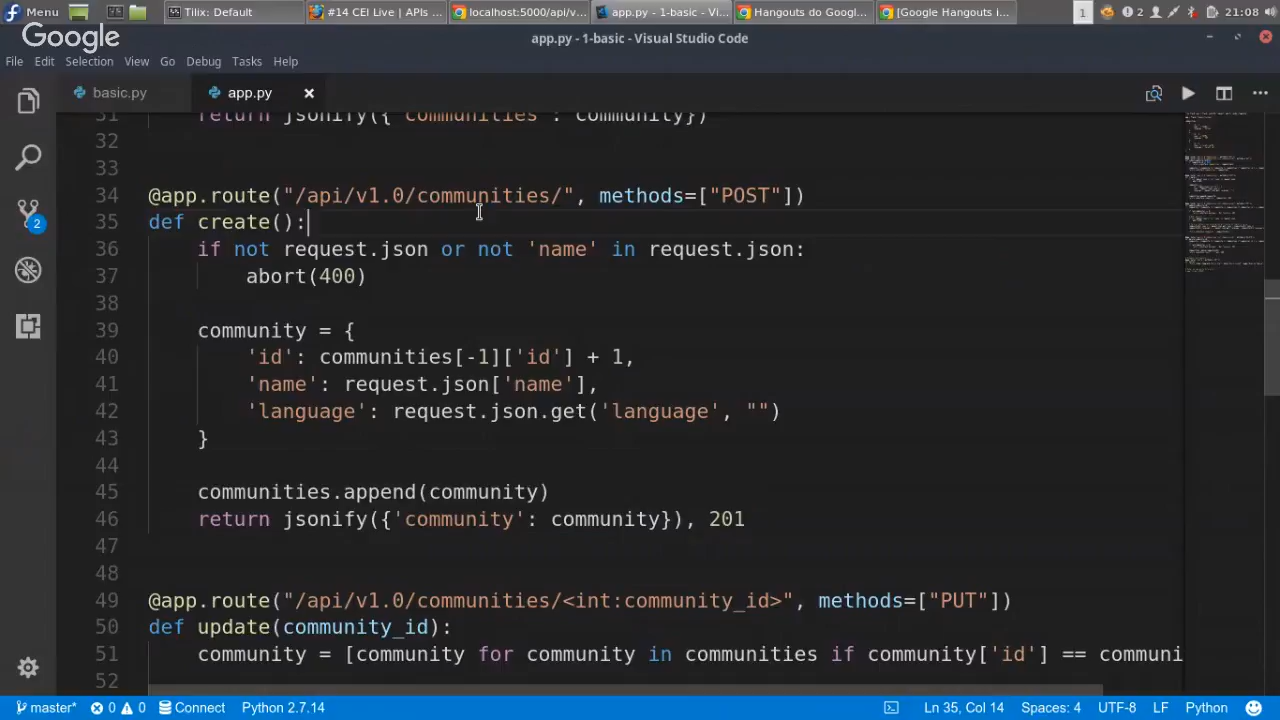 Menu
Tilix: Default
#14 CEI Live | APIs ...
localhost:5000/api/v...
app.py - 1-basic - Vi...
Hangouts do Googl...
[Google Hangouts i...
1
2
21:08
Google
app.py - 1-basic - Visual Studio Code
File Edit Selection View Go Debug Tasks Help
basic.py
app.py
31 return jsonify({'communities': community})
32
33
34 @app.route("/api/v1.0/communities/", methods=["POST"])
35 def create():
36 if not request.json or not 'name' in request.json:
37 abort(400)
38
39 community = {
40 'id': communities[-1]['id'] + 1,
41 'name': request.json['name'],
42 'language': request.json.get('language', "")
43 }
44
45 communities.append(community)
46 return jsonify({'community': community}), 201
47
48
49 @app.route("/api/v1.0/communities/<int:community_id>", methods=["PUT"])
50 def update(community_id):
51 community = [community for community in communities if community['id'] == communi
52
2
master* 0 0 Connect Python 2.7.14 Ln 35, Col 14 Spaces: 4 UTF-8 LF Python